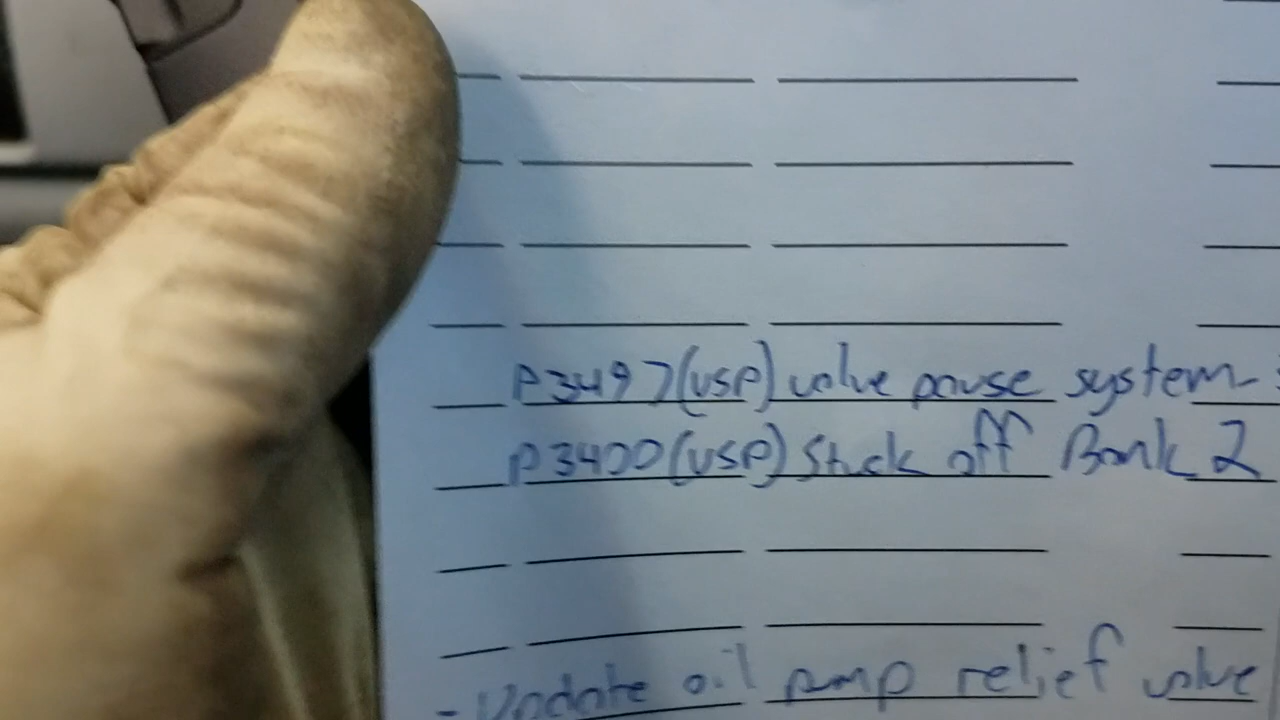 P3497(VSP) valve pause system-
P3400(VSP) Stuck off Bank 2
- Update oil pump relief valve